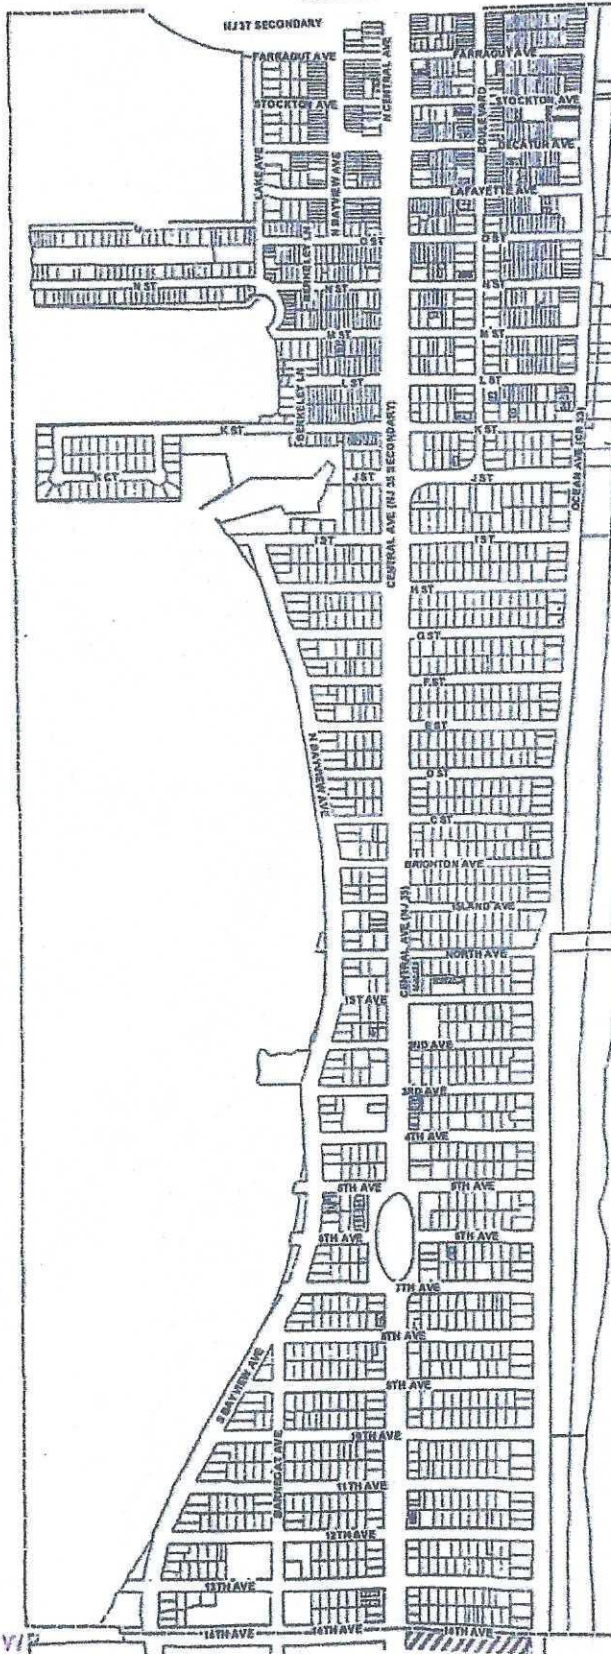 NJ 37 SECONDARY
FARRAGUT AVE
FARRAGUT AVE
N CENTRAL AVE
STOCKTON AVE
STOCKTON AVE
BOULEVARD
DECATUR AVE
LAKE AVE
N BAYVIEW AVE
LAFAYETTE AVE
BERKELEY LN
O ST
O ST
N ST
N ST
N ST
M ST
M ST
L ST
L ST
BERKELEY LN
K ST
K ST
K CT
J ST
J ST
CENTRAL AVE (NJ 35 SECONDARY)
OCEAN AVE (CR 53)
I ST
I ST
H ST
G ST
F ST
E ST
N BAYVIEW AVE
D ST
C ST
BRIGHTON AVE
ISLAND AVE
CENTRAL AVE (NJ 35)
NORTH AVE
1ST AVE
2ND AVE
3RD AVE
4TH AVE
5TH AVE
5TH AVE
6TH AVE
6TH AVE
7TH AVE
8TH AVE
S BAYVIEW AVE
9TH AVE
10TH AVE
BARNEGAT AVE
11TH AVE
12TH AVE
13TH AVE
14TH AVE
14TH AVE
14TH AVE